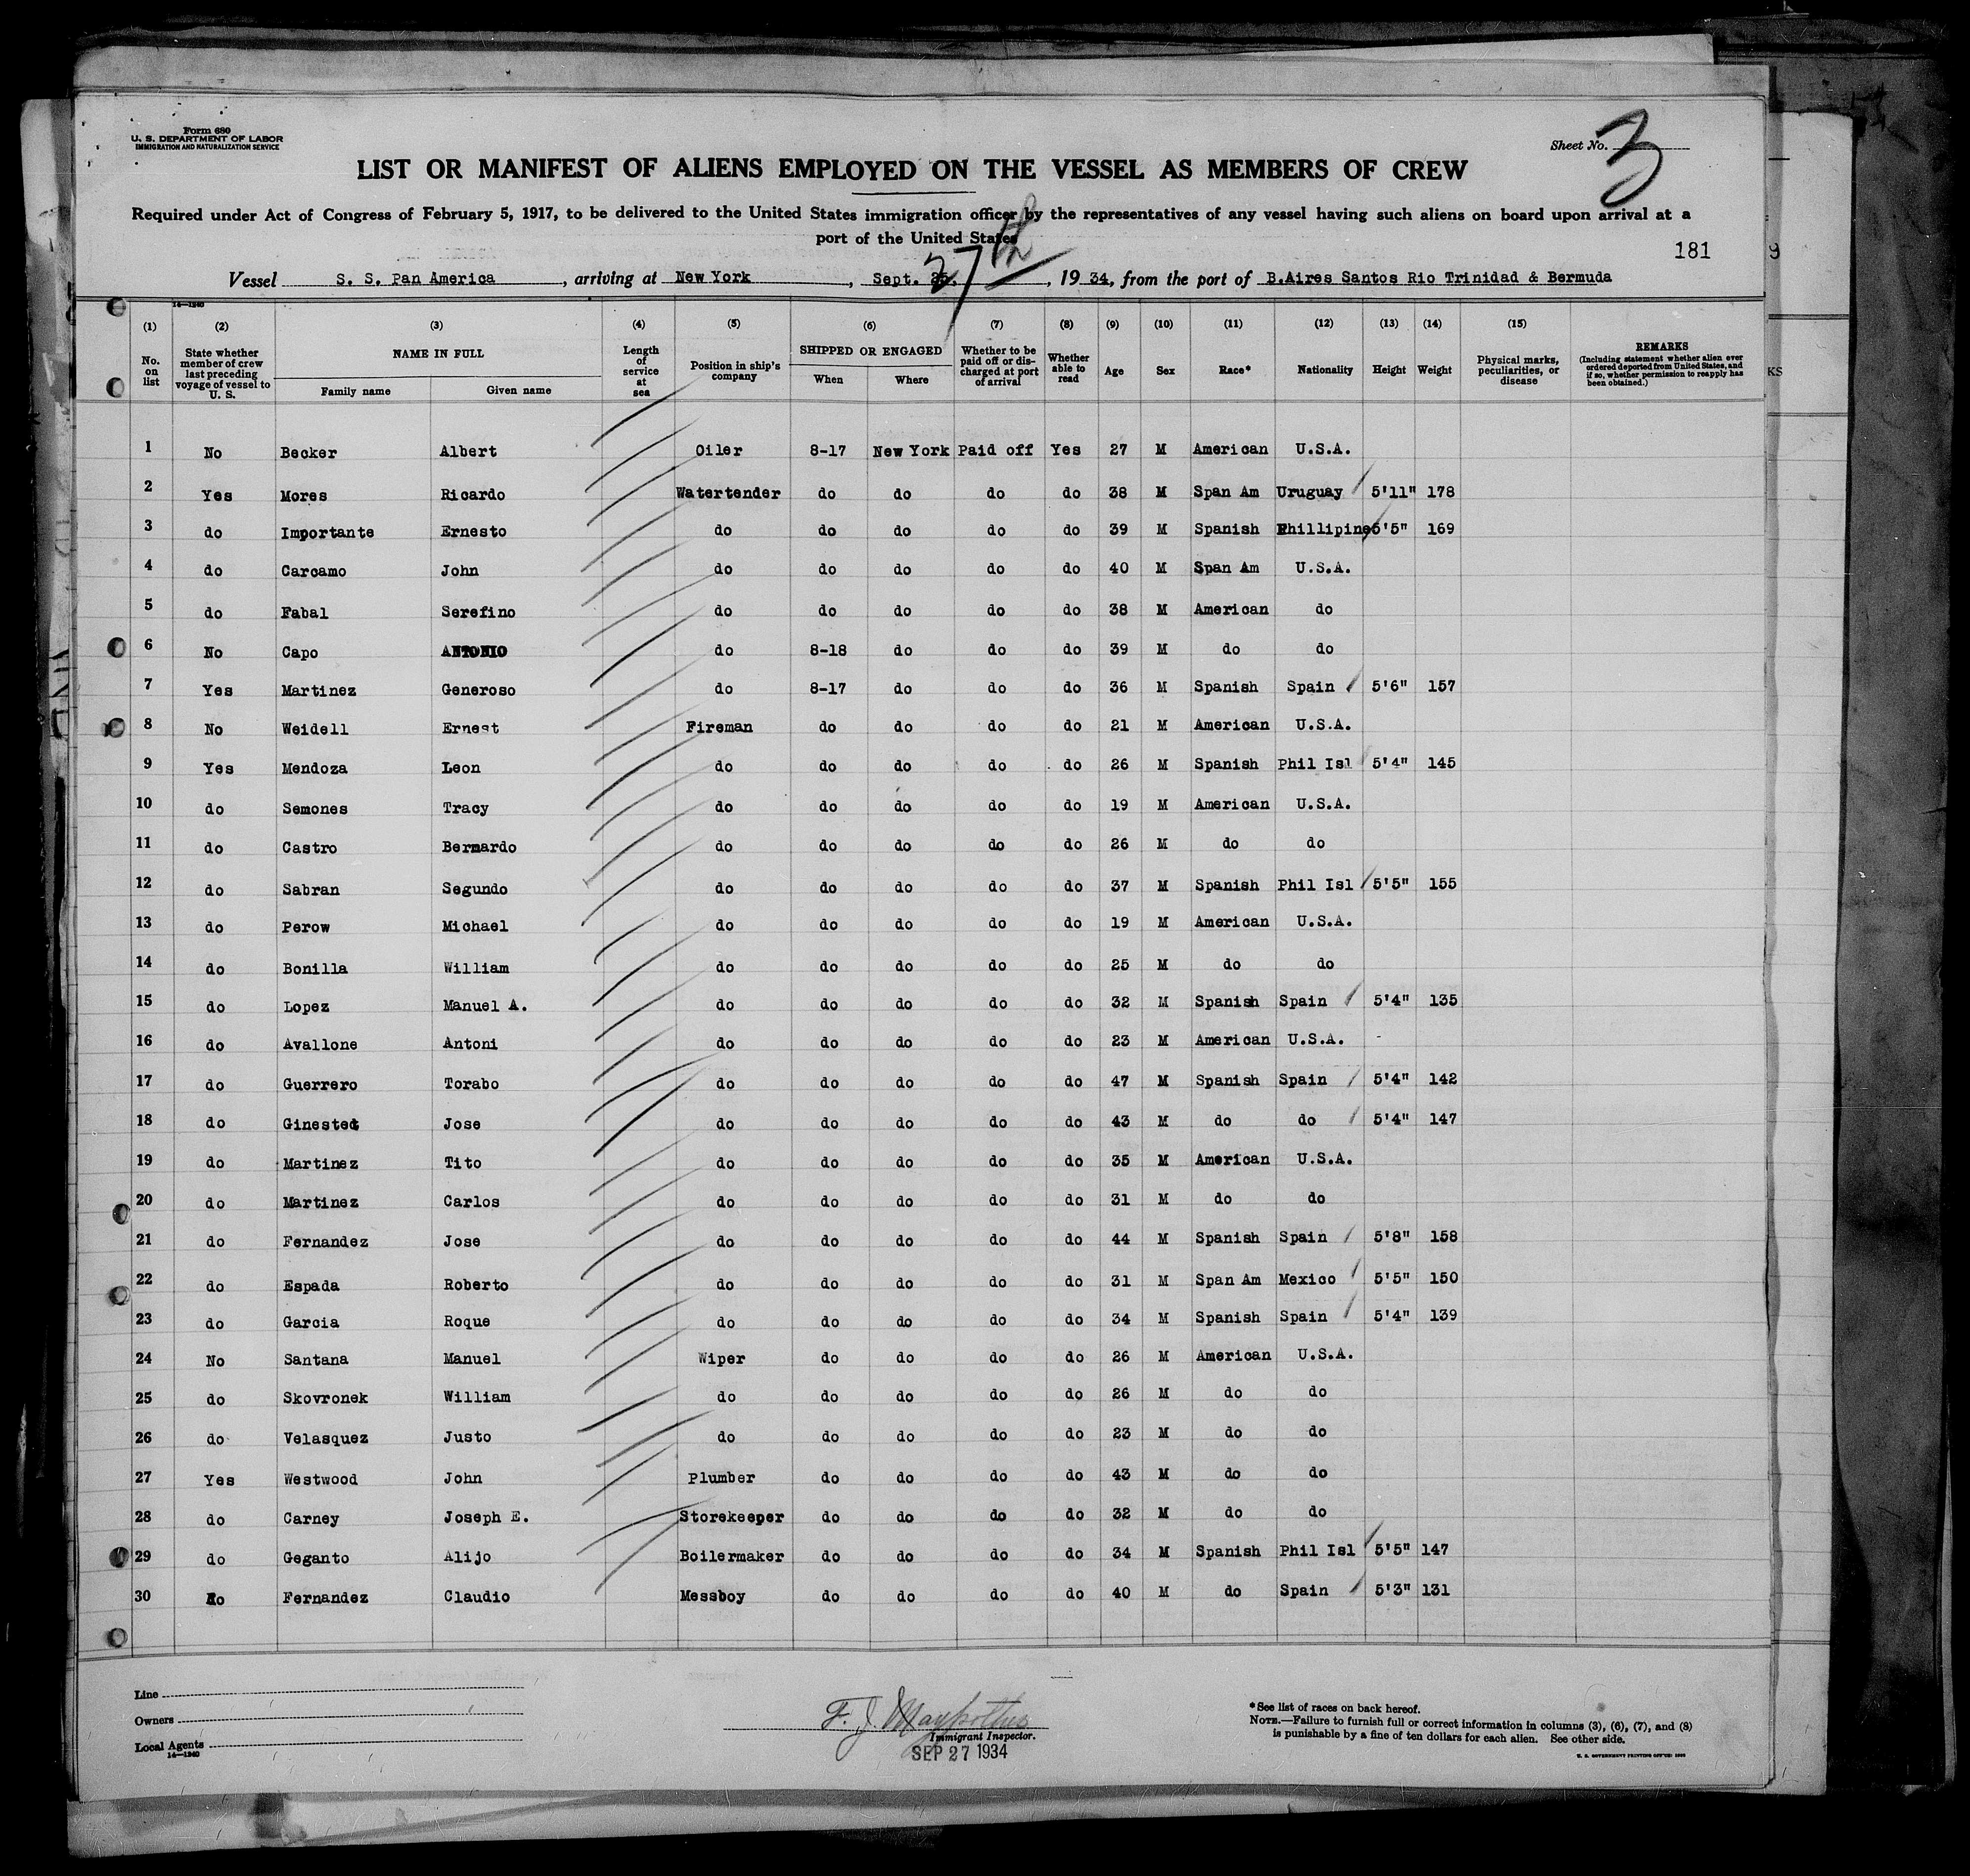 Form 680
U. S. DEPARTMENT OF LABOR
IMMIGRATION AND NATURALIZATION SERVICE
Sheet No. 3
LIST OR MANIFEST OF ALIENS EMPLOYED ON THE VESSEL AS MEMBERS OF CREW
Required under Act of Congress of February 5, 1917, to be delivered to the United States immigration officer by the representatives of any vessel having such aliens on board upon arrival at a
port of the United States
181
Vessel S. S. Pan America, arriving at New York, Sept. 27th, 1934, from the port of B.Aires Santos Rio Trinidad & Bermuda
14—1240
(1) (2) (3) (4) (5) (6) (7) (8) (9) (10) (11) (12) (13) (14) (15)
No. on list
State whether member of crew last preceding voyage of vessel to U. S.
NAME IN FULL
Family name Given name
Length of service at sea
Position in ship's company
SHIPPED OR ENGAGED
When Where
Whether to be paid off or discharged at port of arrival
Whether able to read
Age
Sex
Race*
Nationality
Height
Weight
Physical marks, peculiarities, or disease
REMARKS
(Including statement whether alien ever ordered deported from United States, and if so, whether permission to reapply has been obtained.)
KS
1 No Becker Albert Oiler 8-17 New York Paid off Yes 27 M American U.S.A.
2 Yes Mores Ricardo Watertender do do do do 38 M Span Am Uruguay 5'11" 178
3 do Importante Ernesto do do do do do 39 M Spanish Phillipine 5'5" 169
4 do Carcamo John do do do do do 40 M Span Am U.S.A.
5 do Fabal Serefino do do do do do 38 M American do
6 No Capo ANTONIO do 8-18 do do do 39 M do do
7 Yes Martinez Generoso do 8-17 do do do 36 M Spanish Spain 5'6" 157
8 No Weidell Ernest Fireman do do do do 21 M American U.S.A.
9 Yes Mendoza Leon do do do do do 26 M Spanish Phil Isl 5'4" 145
10 do Semones Tracy do do do do do 19 M American U.S.A.
11 do Castro Bernardo do do do do do 26 M do do
12 do Sabran Segundo do do do do do 37 M Spanish Phil Isl 5'5" 155
13 do Perow Michael do do do do do 19 M American U.S.A.
14 do Bonilla William do do do do do 25 M do do
15 do Lopez Manuel A. do do do do do 32 M Spanish Spain 5'4" 135
16 do Avallone Antoni do do do do do 23 M American U.S.A.
17 do Guerrero Torabo do do do do do 47 M Spanish Spain 5'4" 142
18 do Ginested Jose do do do do do 43 M do do 5'4" 147
19 do Martinez Tito do do do do do 35 M American U.S.A.
20 do Martinez Carlos do do do do do 31 M do do
21 do Fernandez Jose do do do do do 44 M Spanish Spain 5'8" 158
22 do Espada Roberto do do do do do 31 M Span Am Mexico 5'5" 150
23 do Garcia Roque do do do do do 34 M Spanish Spain 5'4" 139
24 No Santana Manuel Wiper do do do do 26 M American U.S.A.
25 do Skovronek William do do do do do 26 M do do
26 do Velasquez Justo do do do do do 23 M do do
27 Yes Westwood John Plumber do do do do 43 M do do
28 do Carney Joseph E. Storekeeper do do do do 32 M do do
29 do Geganto Alijo Boilermaker do do do do 34 M Spanish Phil Isl 5'5" 147
30 do Fernandez Claudio Messboy do do do do 40 M do Spain 5'3" 131
Line
Owners
Local Agents
14—1240
F. J.
Immigrant Inspector.
SEP 27 1934
*See list of races on back hereof.
NOTE.—Failure to furnish full or correct information in columns (3), (6), (7), and (8)
is punishable by a fine of ten dollars for each alien. See other side.